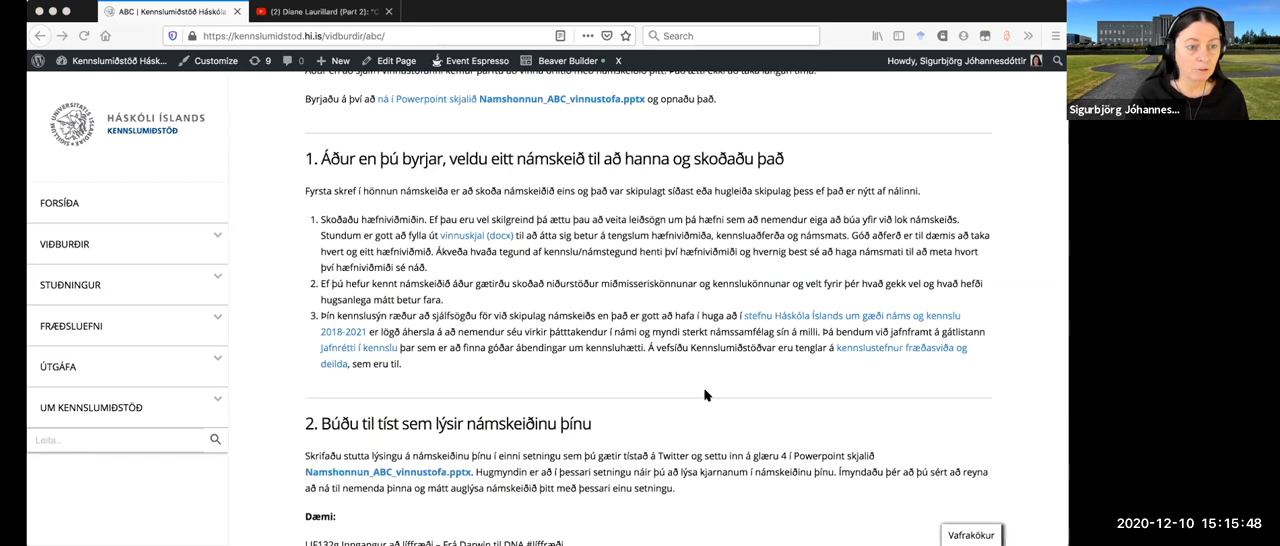 ABC | Kennslumiðstöð Háskóla
(2) Diane Laurillard (Part 2): "C
https://kennslumidstod.hi.is/vidburdir/abc/
Search
Kennslumiðstöð Hásk...
Customize
9
0
New
Edit Page
Event Espresso
Beaver Builder
X
Howdy, Sigurbjörg Jóhannesdóttir
Sigurbjörg Jóhannes...
HÁSKÓLI ÍSLANDS
KENNSLUMIÐSTÖÐ
FORSÍÐA
VIÐBURÐIR
STUÐNINGUR
FRÆÐSLUEFNI
ÚTGÁFA
UM KENNSLUMIÐSTÖÐ
Leita..
Byrjaðu á því að ná í Powerpoint skjalið Namshonnun_ABC_vinnustofa.pptx og opnaðu það.
1. Áður en þú byrjar, veldu eitt námskeið til að hanna og skoðaðu það
Fyrsta skref í hönnun námskeiða er að skoða námskeiðið eins og það var skipulagt síðast eða hugleiða skipulag þess ef það er nýtt af nálinni.
1. Skoðaðu hæfniviðmiðin. Ef þau eru vel skilgreind þá ættu þau að veita leiðsögn um þá hæfni sem að nemendur eiga að búa yfir við lok námskeiðs.
Stundum er gott að fylla út vinnuskjal (docx) til að átta sig betur á tengslum hæfniviðmiða, kennsluaðferða og námsmats. Góð aðferð er til dæmis að taka
hvert og eitt hæfniviðmið. Ákveða hvaða tegund af kennslu/námstegund henti því hæfniviðmiði og hvernig best sé að haga námsmati til að meta hvort
því hæfniviðmiði sé náð.
2. Ef þú hefur kennt námskeiðið áður gætirðu skoðað niðurstöður miðmisseriskönnunar og kennslukönnunar og velt fyrir þér hvað gekk vel og hvað hefði
hugsanlega mátt betur fara.
3. Þín kennslusýn ræður að sjálfsögðu för við skipulag námskeiðs en það er gott að hafa í huga að í stefnu Háskóla Íslands um gæði náms og kennslu
2018-2021 er lögð áhersla á að nemendur séu virkir þátttakendur í námi og myndi sterkt námssamfélag sín á milli. Þá bendum við jafnframt á gátlistann
Jafnrétti í kennslu þar sem er að finna góðar ábendingar um kennsluhætti. Á vefsíðu Kennslumiðstöðvar eru tenglar á kennslustefnur fræðasviða og
deilda, sem eru til.
2. Búðu til tíst sem lýsir námskeiðinu þínu
Skrifaðu stutta lýsingu á námskeiðinu þínu í einni setningu sem þú gætir tístað á Twitter og settu inn á glæru 4 í Powerpoint skjalið
Namshonnun_ABC_vinnustofa.pptx. Hugmyndin er að í þessari setningu náir þú að lýsa kjarnanum í námskeiðinu þínu. Ímyndaðu þér að þú sért að reyna
að ná til nemenda þinna og mátt auglýsa námskeiðið þitt með þessari einu setningu.
Dæmi:
LÍF132g Inngangur að líffræði – Frá Darwin til DNA #líffræði
Vafrakökur
2020-12-10 15:15:48